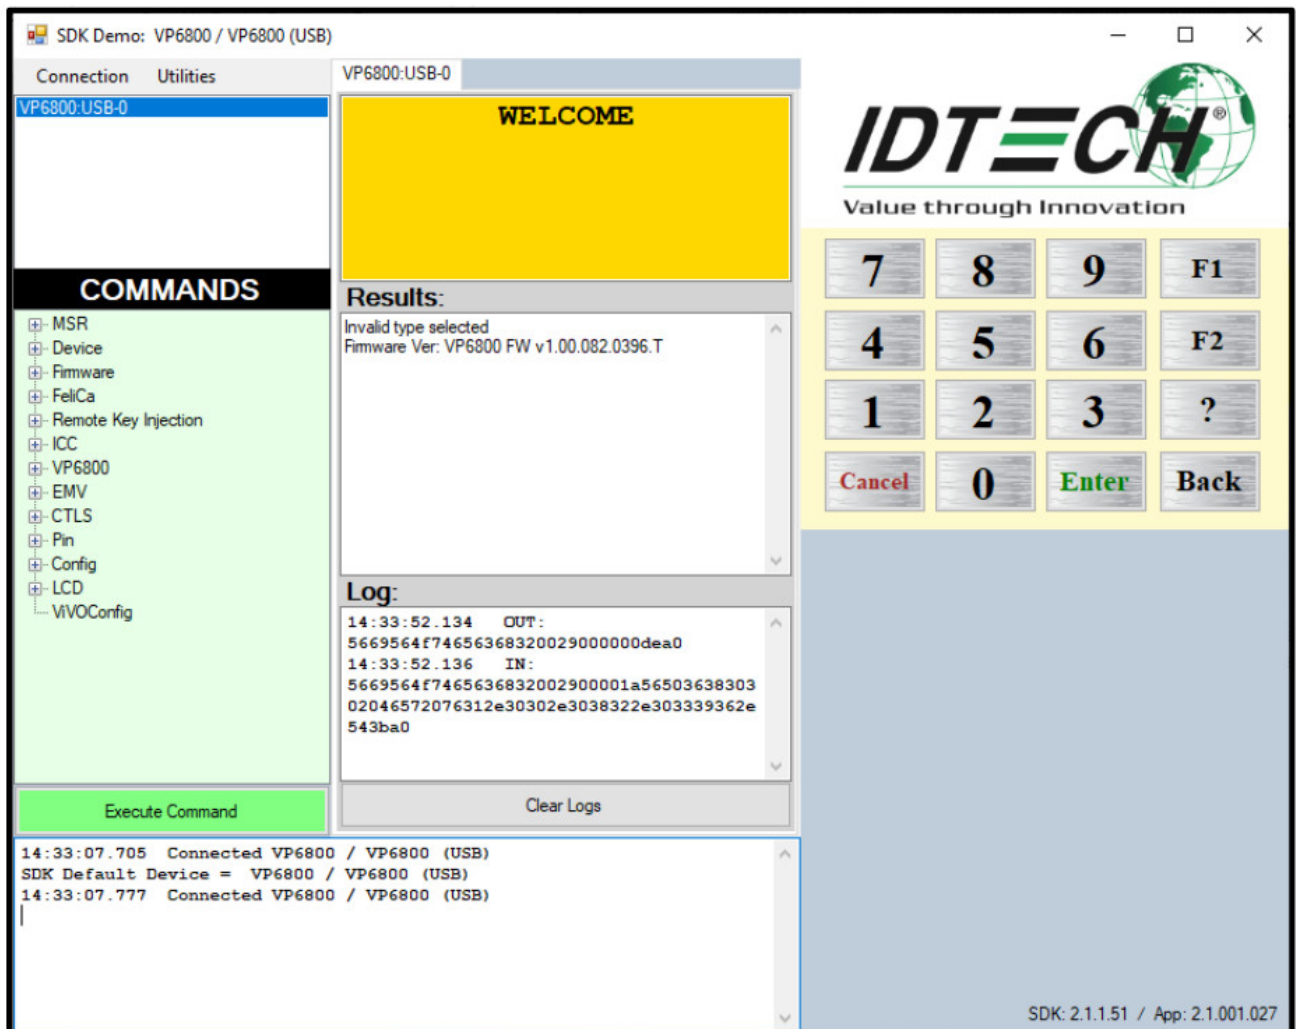 SDK Demo: VP6800 / VP6800 (USB)
Connection Utilities
VP6800:USB-0
VP6800:USB-0
WELCOME
IDTECH®
Value through Innovation
COMMANDS
MSR
Device
Firmware
FeliCa
Remote Key Injection
ICC
VP6800
EMV
CTLS
Pin
Config
LCD
ViVOConfig
Execute Command
Results:
Invalid type selected
Firmware Ver: VP6800 FW v1.00.082.0396.T
Log:
14:33:52.134 OUT:
5669564f74656368320029000000dea0
14:33:52.136 IN:
5669564f7465636832002900001a56503638303
02046572076312e30302e3038322e303339362e
543ba0
Clear Logs
7 8 9 F1
4 5 6 F2
1 2 3 ?
Cancel 0 Enter Back
14:33:07.705 Connected VP6800 / VP6800 (USB)
SDK Default Device = VP6800 / VP6800 (USB)
14:33:07.777 Connected VP6800 / VP6800 (USB)
SDK: 2.1.1.51 / App: 2.1.001.027